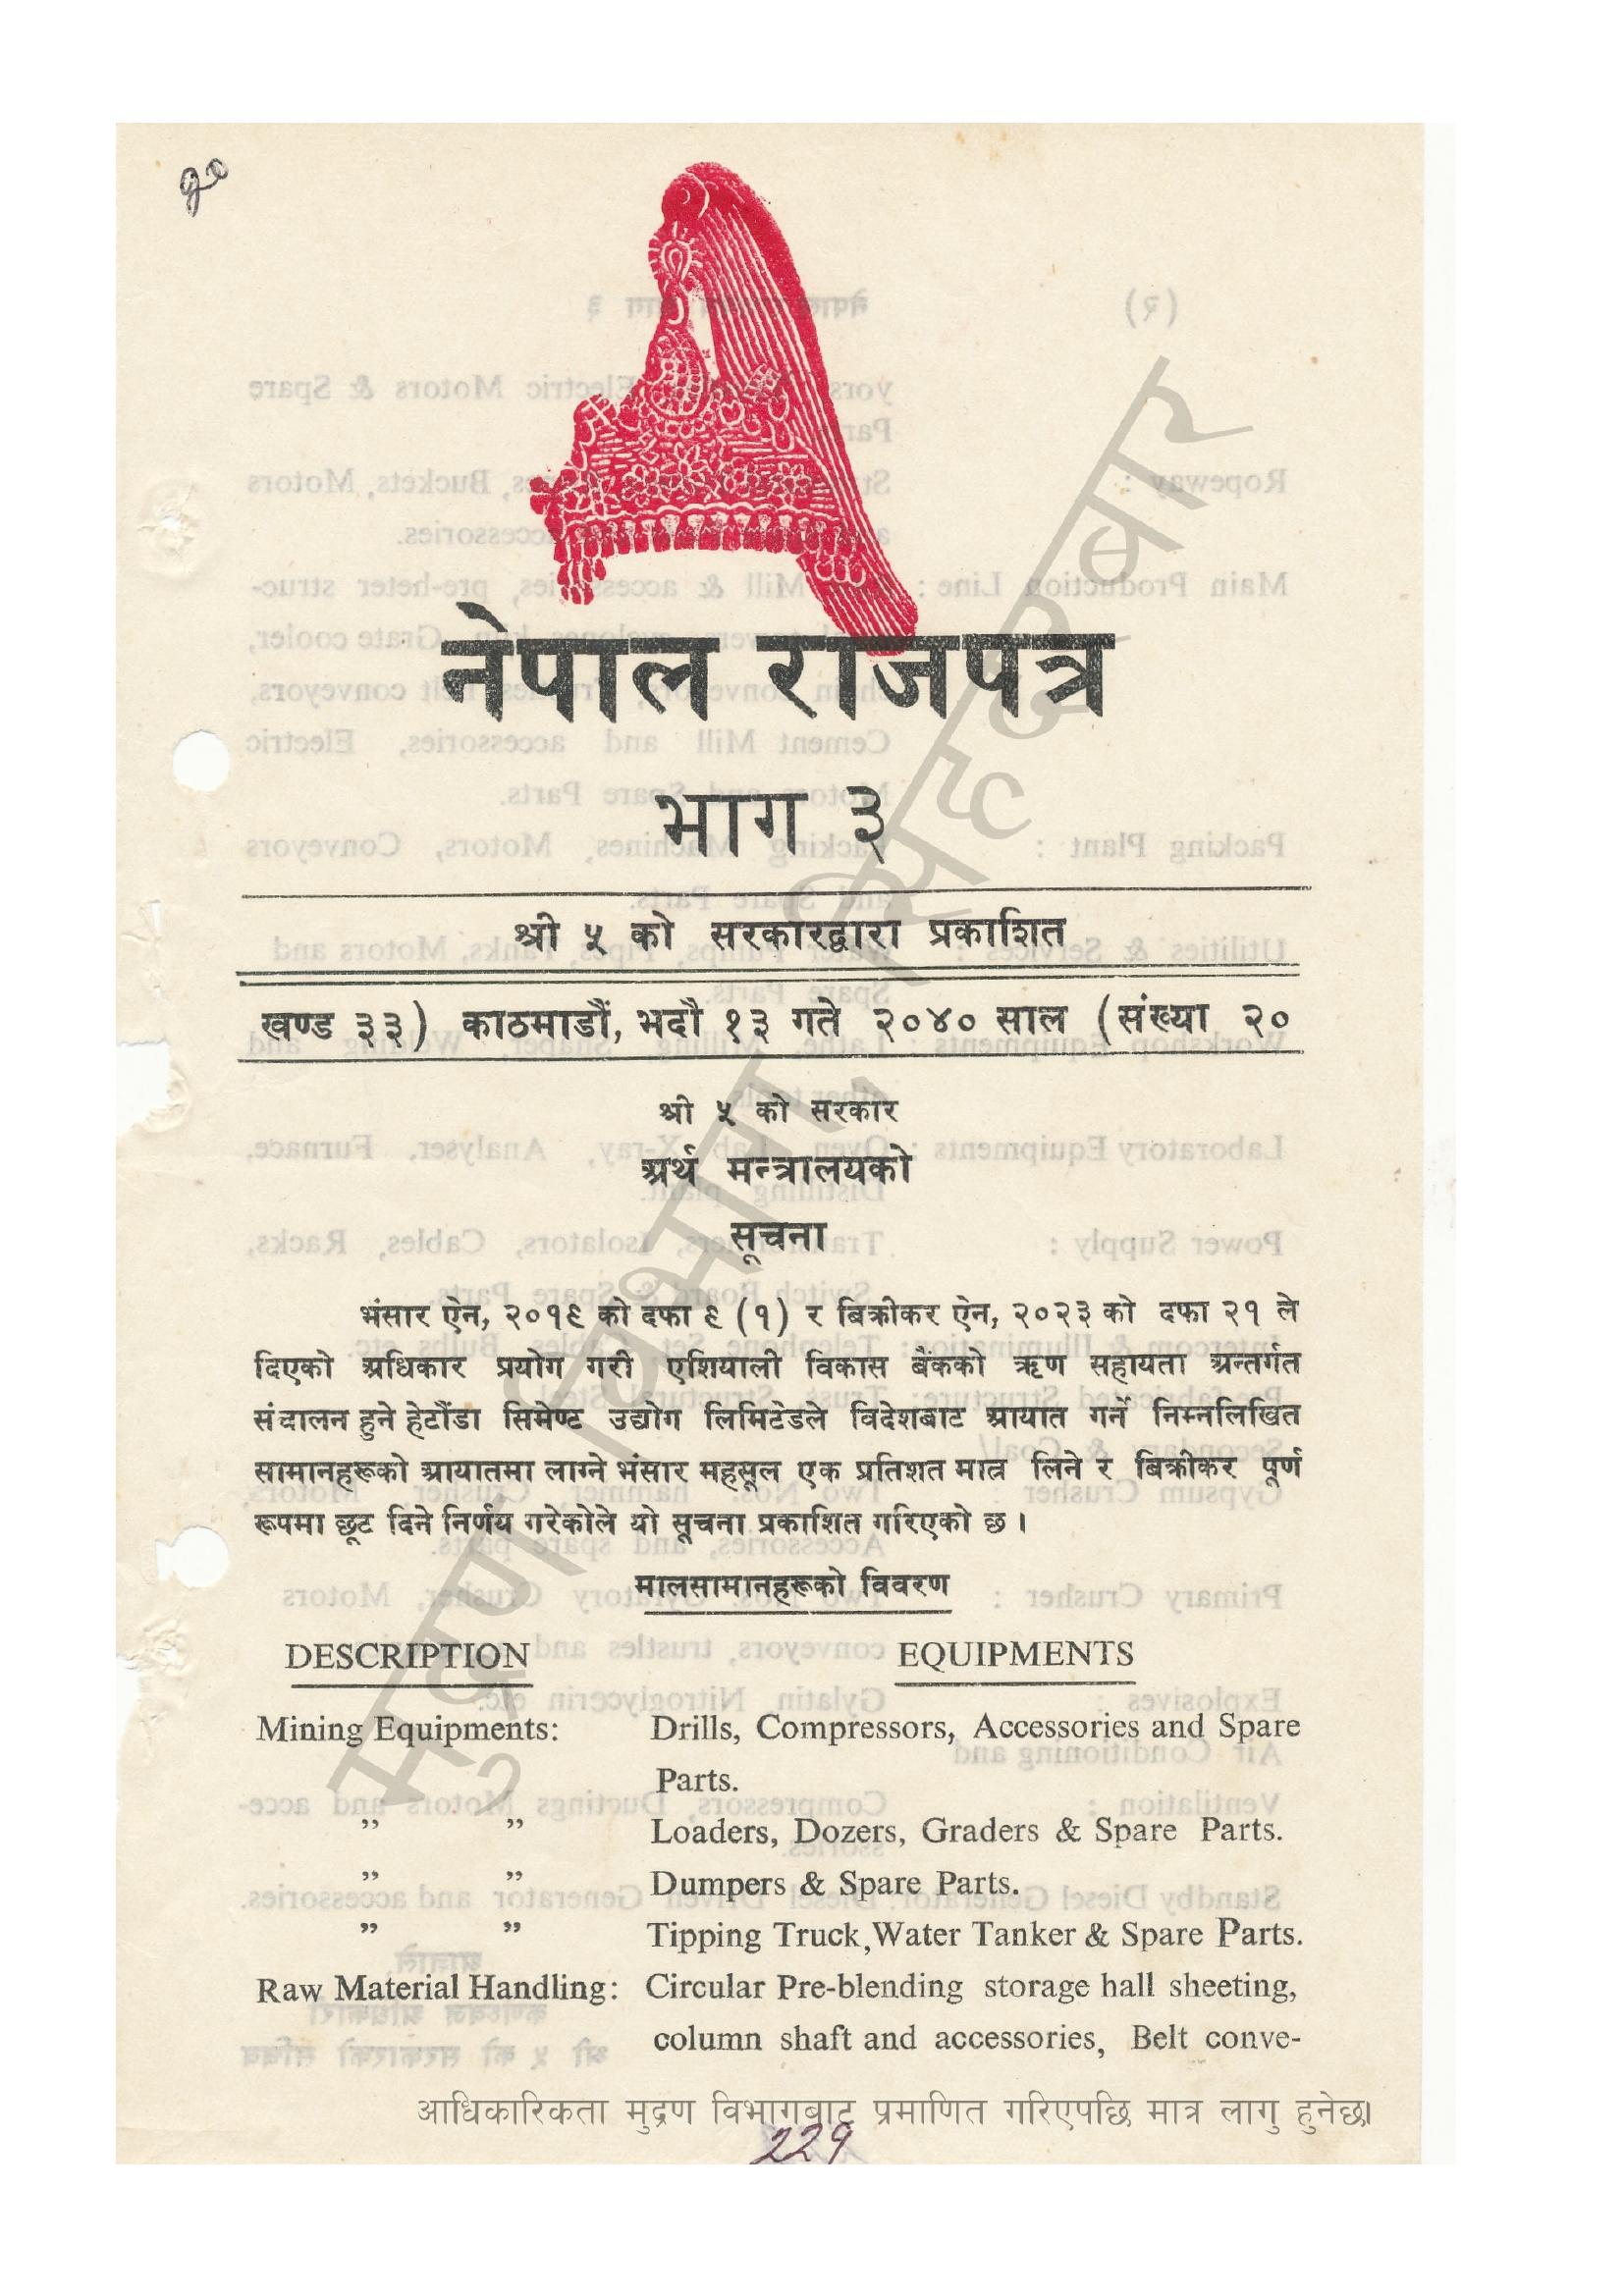 नेपाल राजपत्र
भाग ३
श्री ५ को सरकारद्वारा प्रकाशित
खण्ड ३३) काठमाडौं, भदौ १३ गते २०४० साल (संख्या २०
श्री ५ को सरकार
अर्थ मन्त्रालयको
सूचना
भंसार ऐन, २०१९ को दफा ९ (१) र बिक्रीकर ऐन, २०२३ को दफा २१ ले
दिएको अधिकार प्रयोग गरी एशियाली विकास बैंकको ऋण सहायता अन्तर्गत
संचालन हुने हेटौंडा सिमेण्ट उद्योग लिमिटेडले विदेशबाट आयात गर्ने निम्नलिखित
सामानहरूको आयातमा लाग्ने भंसार महसूल एक प्रतिशत मात्र लिने र बिक्रीकर पूर्ण
रूपमा छूट दिने निर्णय गरेकोले यो सूचना प्रकाशित गरिएको छ ।
मालसामानहरूको विवरण
DESCRIPTION EQUIPMENTS
Mining Equipments: Drills, Compressors, Accessories and Spare
Parts.
" " Loaders, Dozers, Graders & Spare Parts.
" " Dumpers & Spare Parts.
" " Tipping Truck, Water Tanker & Spare Parts.
Raw Material Handling: Circular Pre-blending storage hall sheeting,
column shaft and accessories, Belt conve-
आधिकारिकता मुद्रण विभागबाट प्रमाणित गरिएपछि मात्र लागु हुनेछ।
229
मुद्रण विभाग, सिंहदरबार